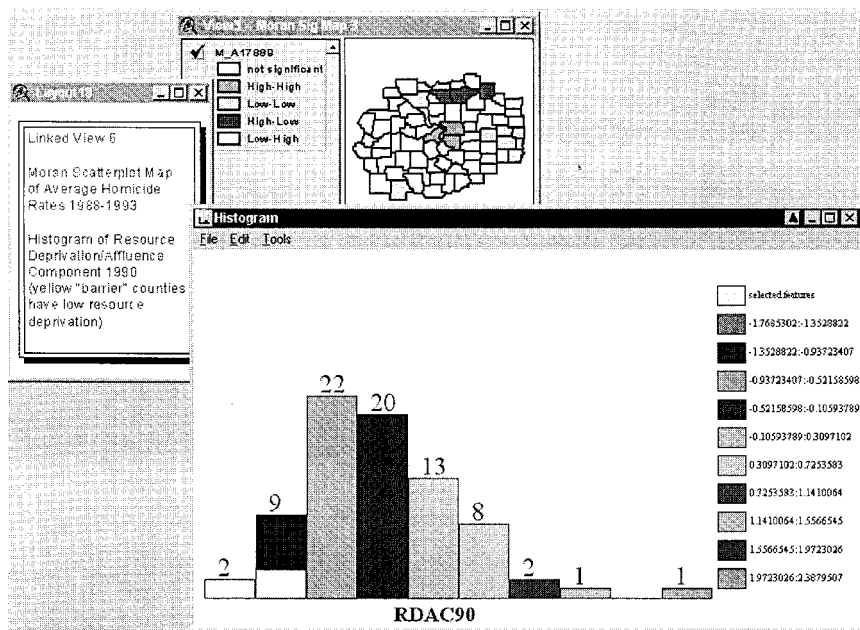 View3 - Moran Sig Map 3
M_A17889
not significant
High-High
Low-Low
High-Low
Low-High
Linked View 6
Moran Scatterplot Map
of Average Homicide
Rates 1988-1993
Histogram of Resource
Deprivation/Affluence
Component 1990
(yellow "barrier" counties
have low resource
deprivation)
Histogram
File Edit Tools
selected features
-1.7685302:-1.3528822
-1.3528822:-0.93723407
-0.93723407:-0.52158598
-0.52158598:-0.10593789
-0.10593789:0.3097102
0.3097102:0.7253583
0.7253583:1.1410064
1.1410064:1.5566545
1.5566545:1.9723026
1.9723026:2.3879507
2
9
22
20
13
8
2
1
1
RDAC90